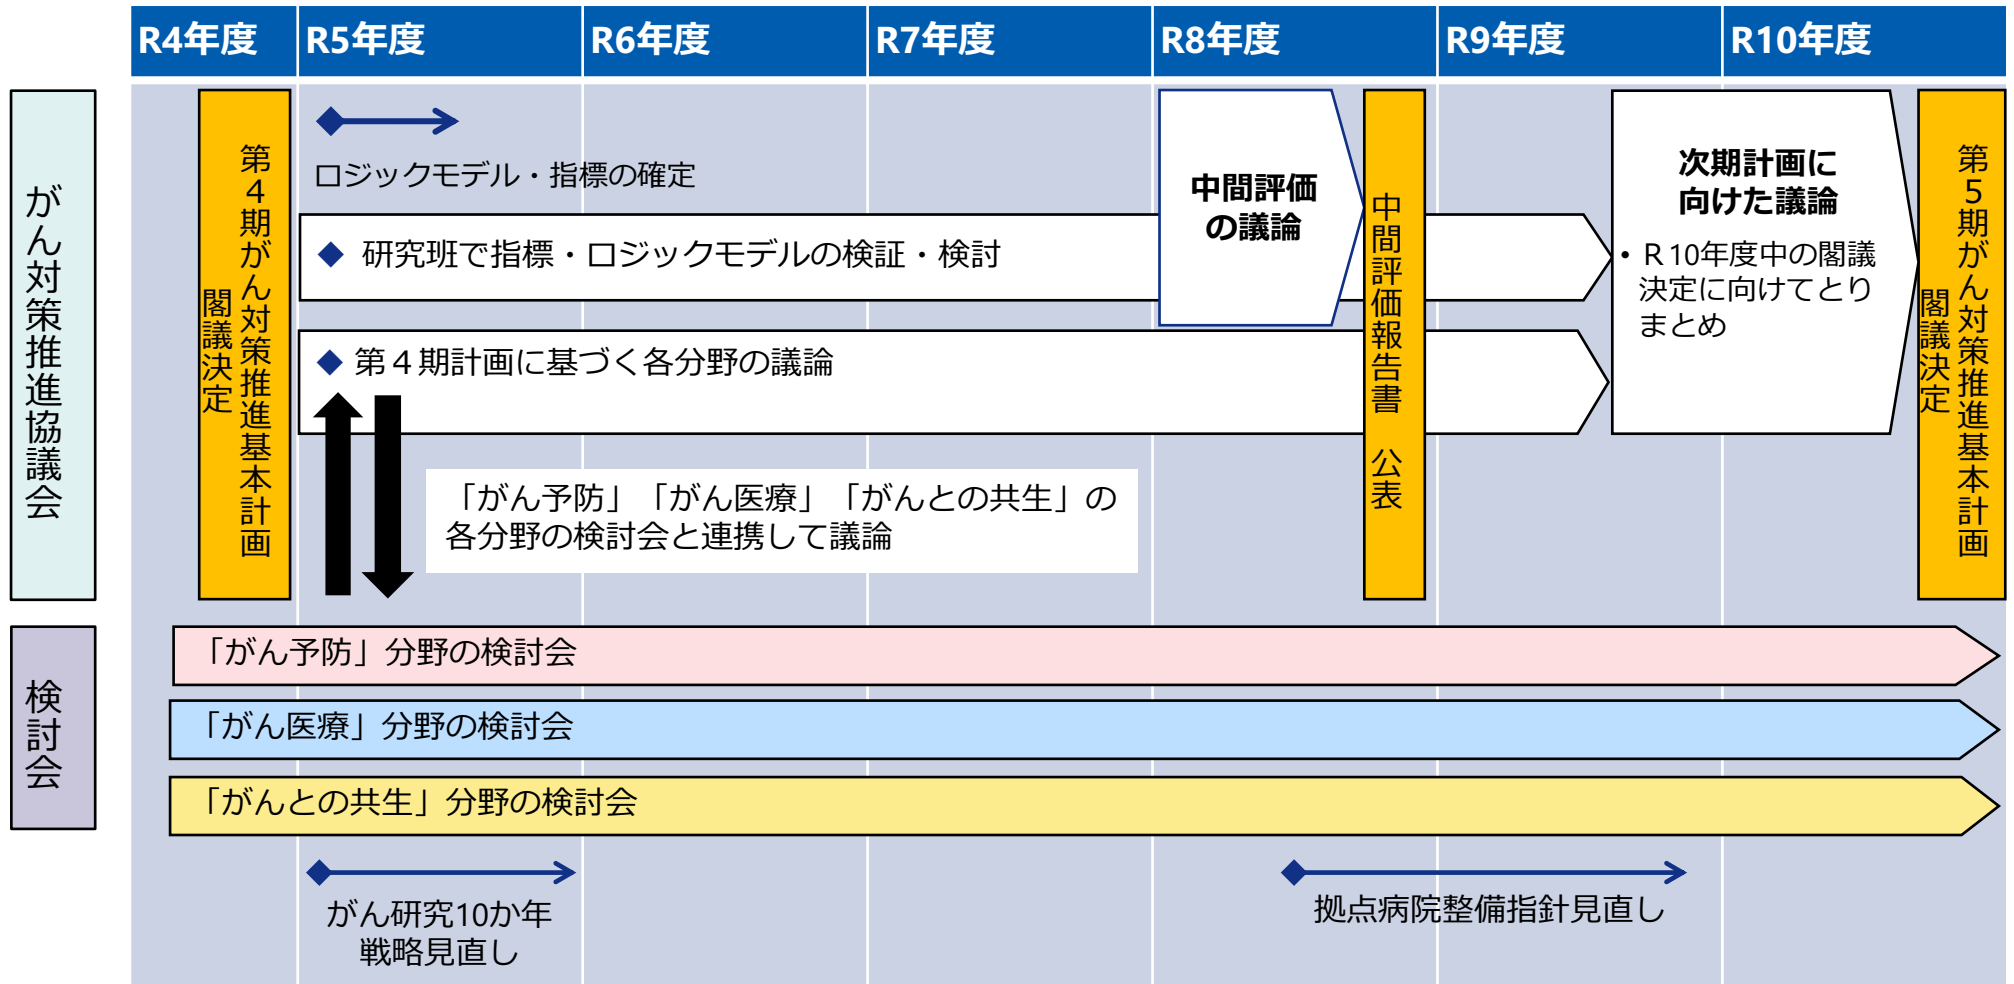 R4年度
R5年度
R6年度
R7年度
R8年度
R9年度
R10年度
がん対策推進協議会
第4期がん対策推進基本計画
閣議決定
ロジックモデル・指標の確定
◆ 研究班で指標・ロジックモデルの検証・検討
◆ 第４期計画に基づく各分野の議論
「がん予防」「がん医療」「がんとの共生」の
各分野の検討会と連携して議論
中間評価
の議論
中間評価報告書　公表
次期計画に
向けた議論
・Ｒ10年度中の閣議
決定に向けてとり
まとめ
第5期がん対策推進基本計画
閣議決定
検討会
「がん予防」分野の検討会
「がん医療」分野の検討会
「がんとの共生」分野の検討会
がん研究10か年
戦略見直し
拠点病院整備指針見直し